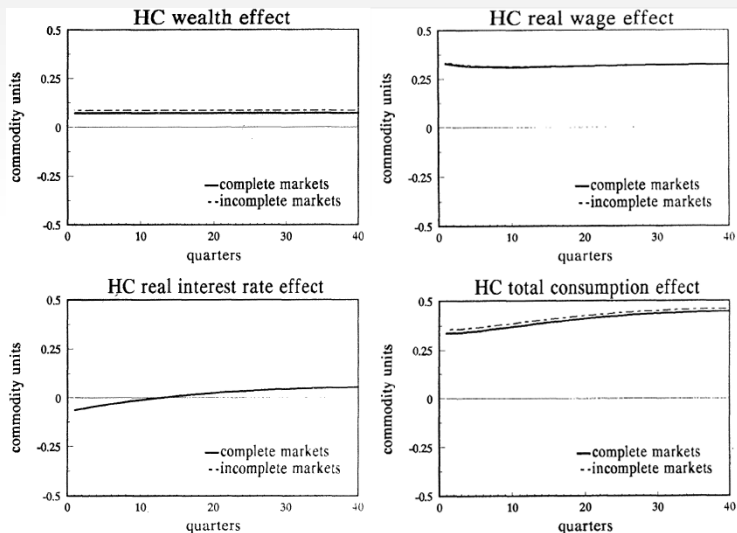 HC wealth effect
0.5
0.25
0
-0.25
-0.5
commodity units
complete markets
incomplete markets
0 10 20 30 40
quarters
HC real wage effect
0.5
0.25
0
-0.25
-0.5
commodity units
complete markets
incomplete markets
0 10 20 30 40
quarters
HC real interest rate effect
0.5
0.25
0
-0.25
-0.5
commodity units
complete markets
incomplete markets
0 10 20 30 40
quarters
HC total consumption effect
0.5
0.25
0
-0.25
-0.5
commodity units
complete markets
incomplete markets
0 10 20 30 40
quarters